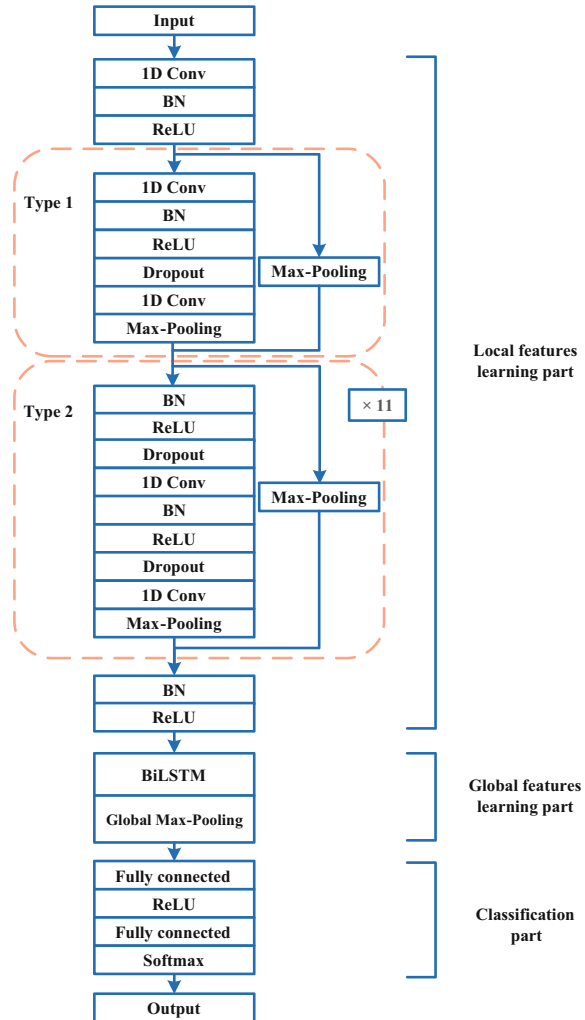 Input
1D Conv
BN
ReLU
Type 1
1D Conv
BN
ReLU
Dropout
1D Conv
Max-Pooling
Max-Pooling
Type 2
× 11
BN
ReLU
Dropout
1D Conv
BN
ReLU
Dropout
1D Conv
Max-Pooling
Max-Pooling
BN
ReLU
Local features
learning part
BiLSTM
Global Max-Pooling
Global features
learning part
Fully connected
ReLU
Fully connected
Softmax
Classification
part
Output